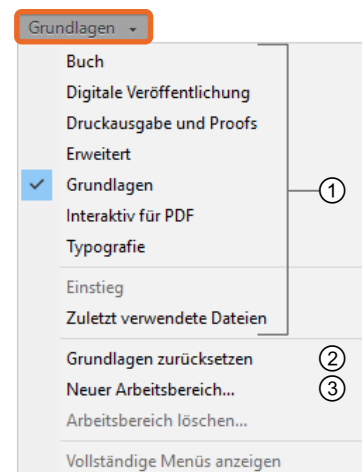 Grundlagen
Buch
Digitale Veröffentlichung
Druckausgabe und Proofs
Erweitert
Grundlagen
Interaktiv für PDF
Typografie
①
Einstieg
Zuletzt verwendete Dateien
Grundlagen zurücksetzen ②
Neuer Arbeitsbereich... ③
Arbeitsbereich löschen...
Vollständige Menüs anzeigen